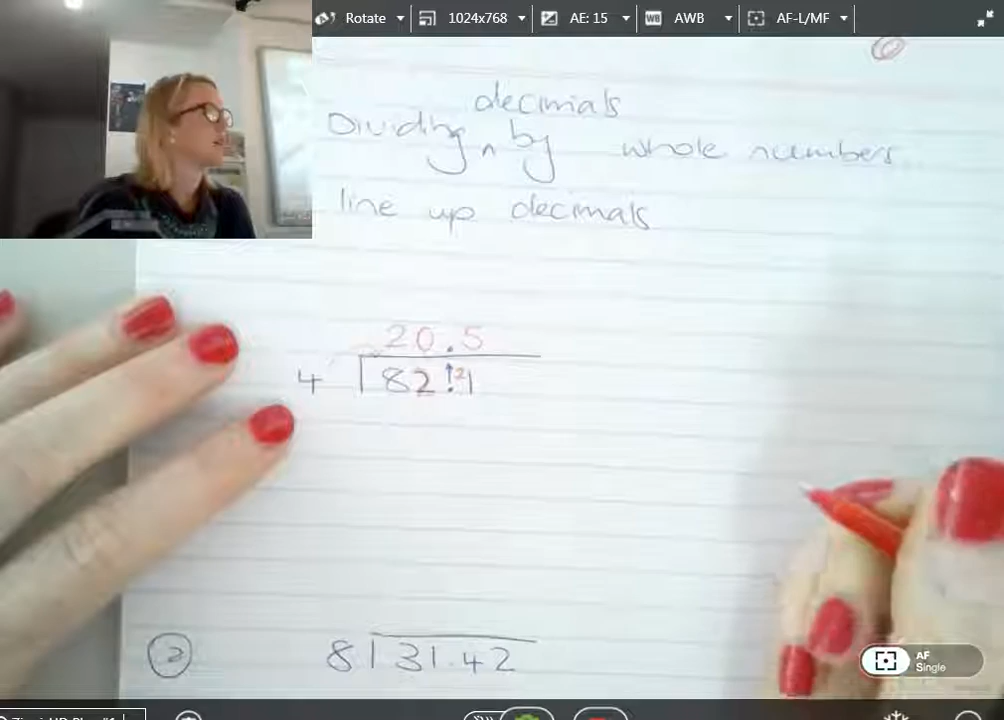 Rotate 1024x768 AE: 15 AWB AF-L/MF
decimals
Dividing ^ by whole numbers
line up decimals
20.5
4 82.²1
2 8 31.42
AF
Single